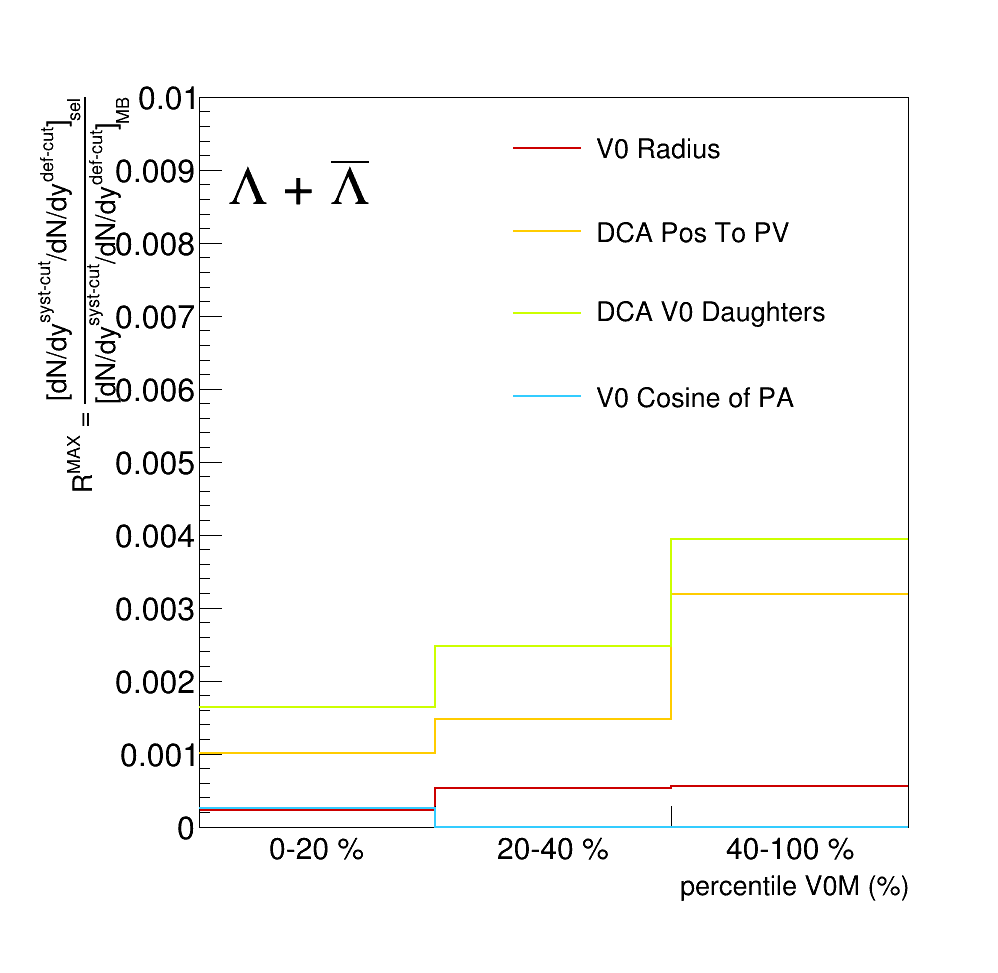 R^MAX = [dN/dy^syst-cut/dN/dy^def-cut]_sel
[dN/dy^syst-cut/dN/dy^def-cut]_MB
0.01
0.009
0.008
0.007
0.006
0.005
0.004
0.003
0.002
0.001
0
Λ + Λ̅
V0 Radius
DCA Pos To PV
DCA V0 Daughters
V0 Cosine of PA
0-20 % 20-40 % 40-100 %
percentile V0M (%)